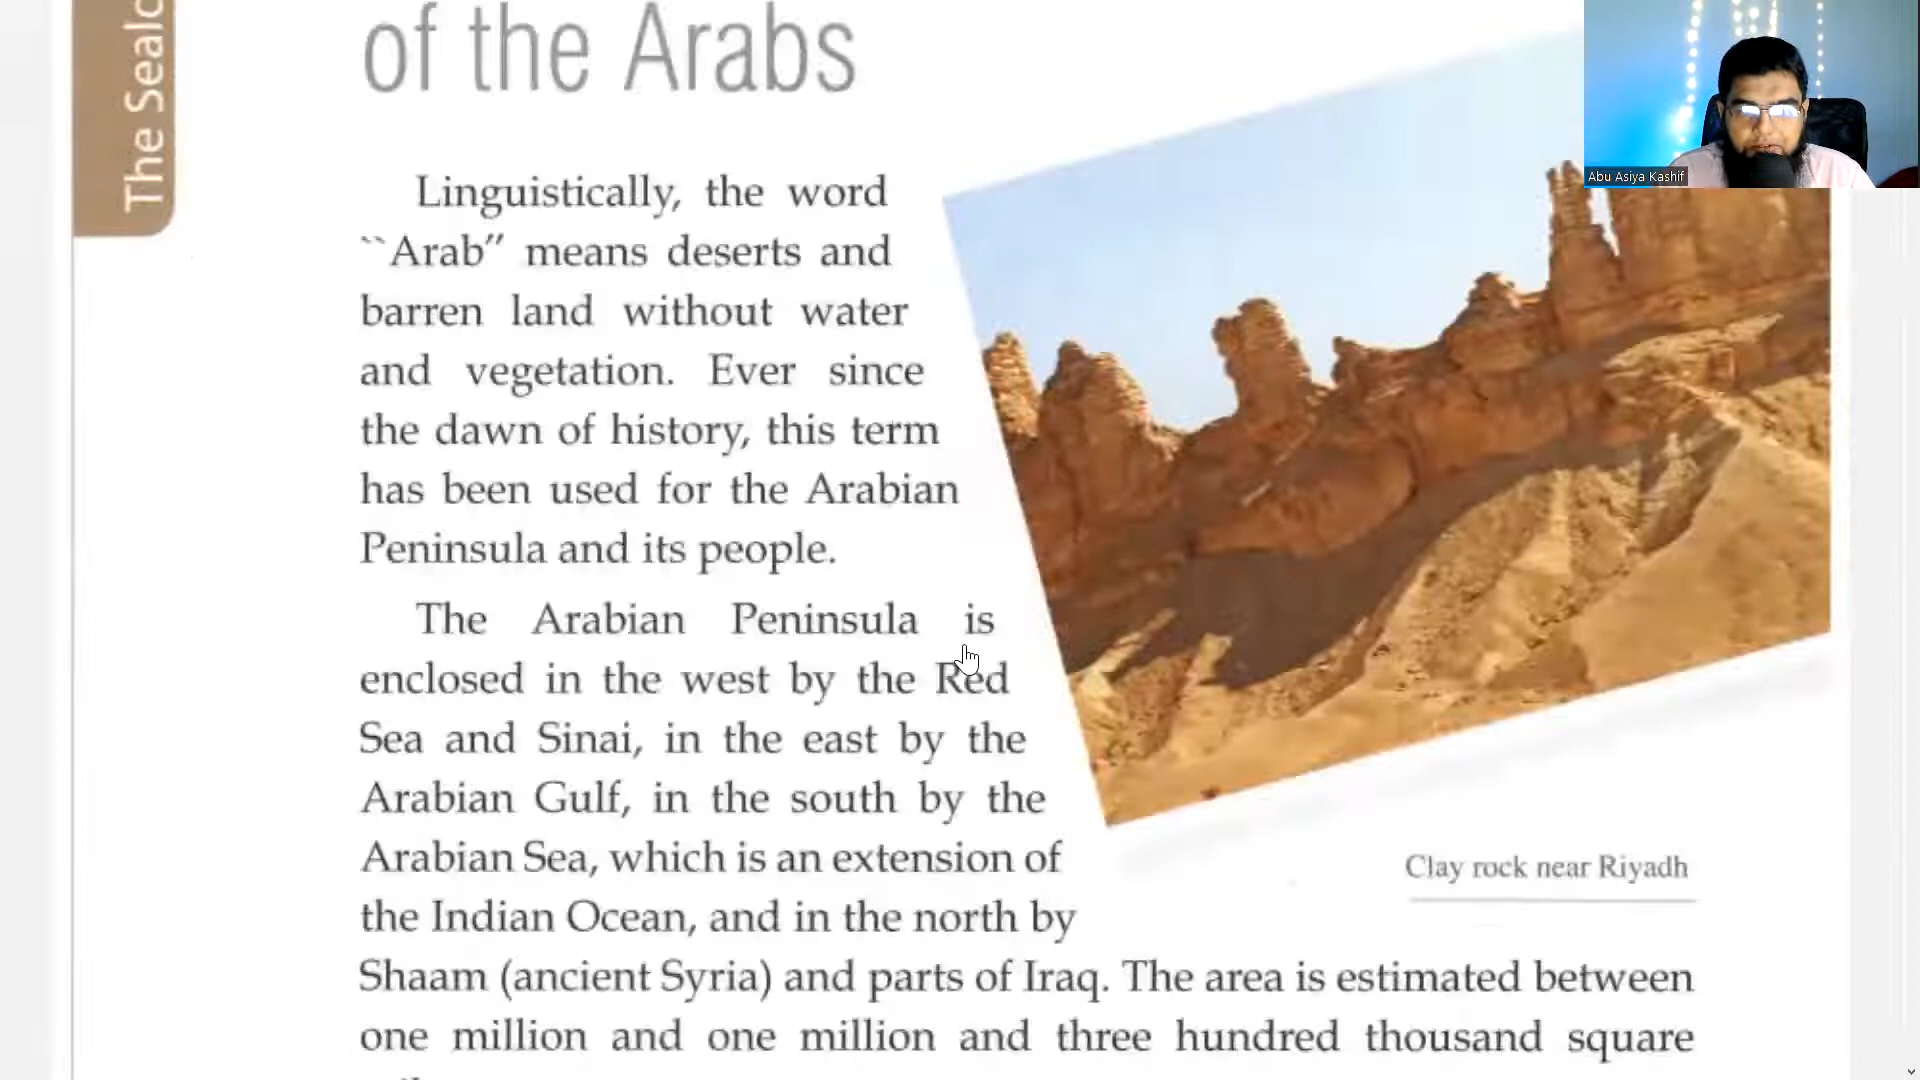 of the Arabs
Linguistically, the word
``Arab″ means deserts and
barren land without water
and vegetation. Ever since
the dawn of history, this term
has been used for the Arabian
Peninsula and its people.
The Arabian Peninsula is
enclosed in the west by the Red
Sea and Sinai, in the east by the
Arabian Gulf, in the south by the
Arabian Sea, which is an extension of
the Indian Ocean, and in the north by
Shaam (ancient Syria) and parts of Iraq. The area is estimated between
one million and one million and three hundred thousand square
Clay rock near Riyadh
The
Abu Asiya Kashif